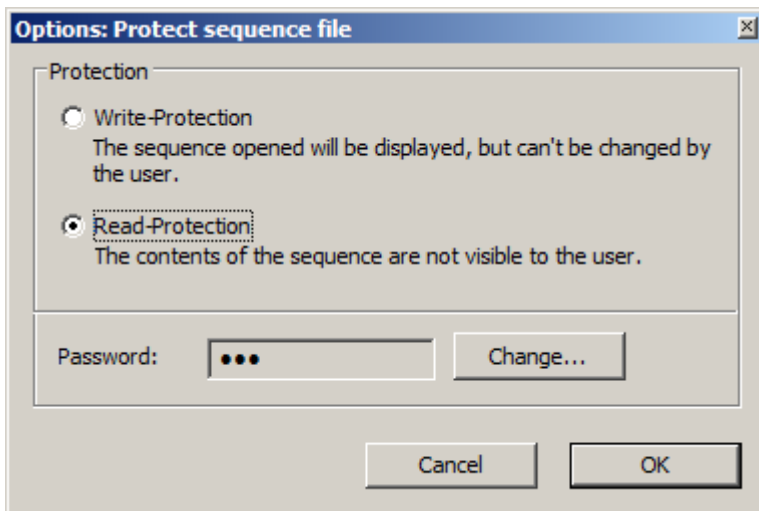 Options: Protect sequence file
Protection
Write-Protection
The sequence opened will be displayed, but can't be changed by
the user.
Read-Protection
The contents of the sequence are not visible to the user.
Password: ••• Change...
Cancel OK